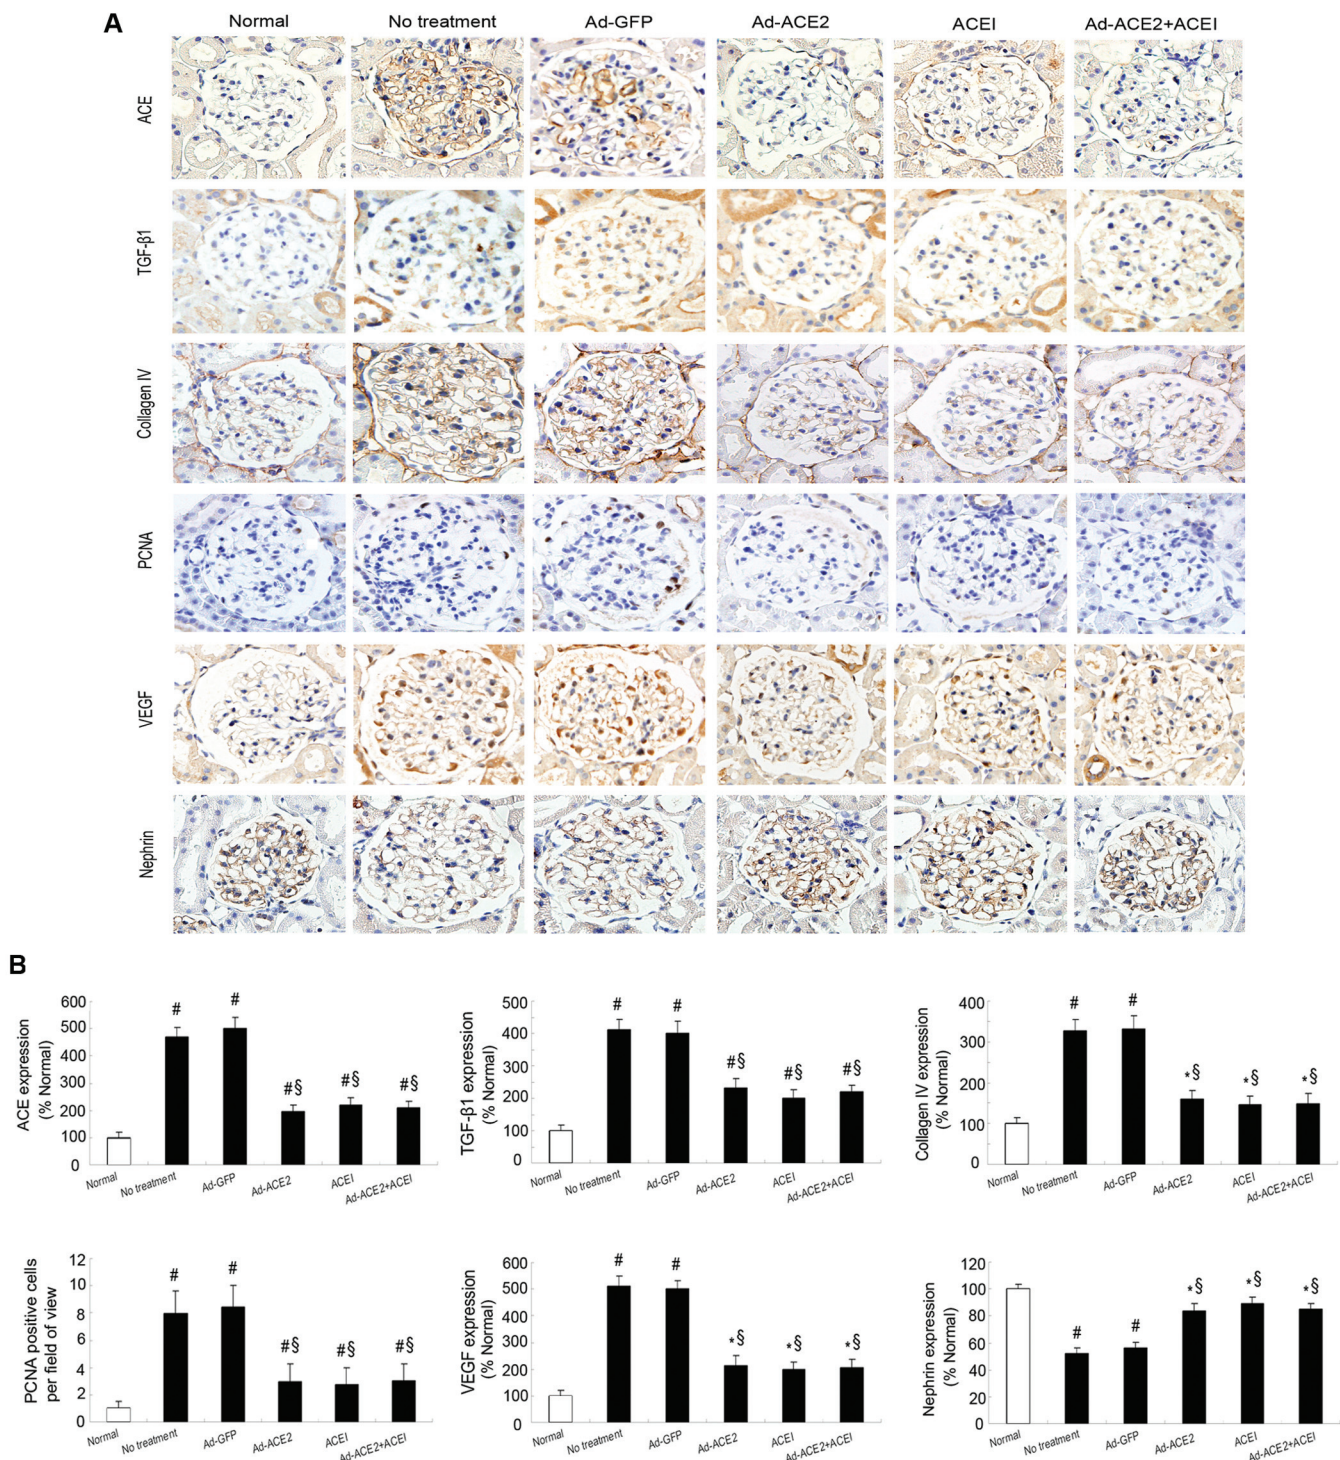 A
Normal
No treatment
Ad-GFP
Ad-ACE2
ACEI
Ad-ACE2+ACEI
ACE
TGF-β1
Collagen IV
PCNA
VEGF
Nephrin
B
ACE expression
(% Normal)
600
500
400
300
200
100
0
#
#
#§
#§
#§
Normal
No treatment
Ad-GFP
Ad-ACE2
ACEI
Ad-ACE2+ACEI
TGF-β1 expression
(% Normal)
500
400
300
200
100
0
#
#
#§
#§
#§
Normal
No treatment
Ad-GFP
Ad-ACE2
ACEI
Ad-ACE2+ACEI
Collagen IV expression
(% Normal)
400
300
200
100
0
#
#
*§
*§
*§
Normal
No treatment
Ad-GFP
Ad-ACE2
ACEI
Ad-ACE2+ACEI
PCNA positive cells
per field of view
12
10
8
6
4
2
0
#
#
#§
#§
#§
Normal
No treatment
Ad-GFP
Ad-ACE2
ACEI
Ad-ACE2+ACEI
VEGF expression
(% Normal)
600
500
400
300
200
100
0
#
#
*§
*§
*§
Normal
No treatment
Ad-GFP
Ad-ACE2
ACEI
Ad-ACE2+ACEI
Nephrin expression
(% Normal)
120
100
80
60
40
20
0
#
#
*§
*§
*§
Normal
No treatment
Ad-GFP
Ad-ACE2
ACEI
Ad-ACE2+ACEI